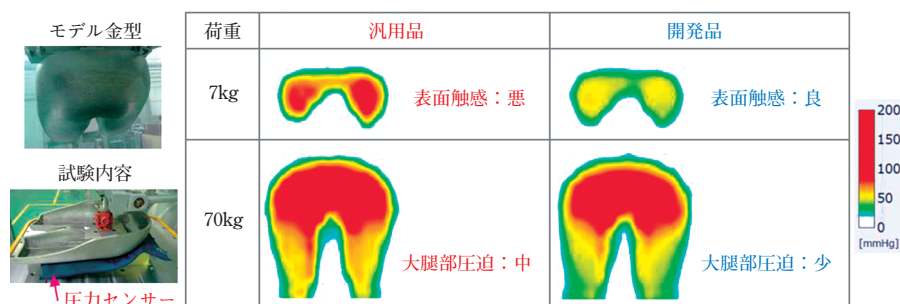 モデル金型
荷重
汎用品
開発品
7kg
表面触感：悪
表面触感：良
試験内容
70kg
大腿部圧迫：中
大腿部圧迫：少
圧力センサー
200
150
100
50
0
[mmHg]